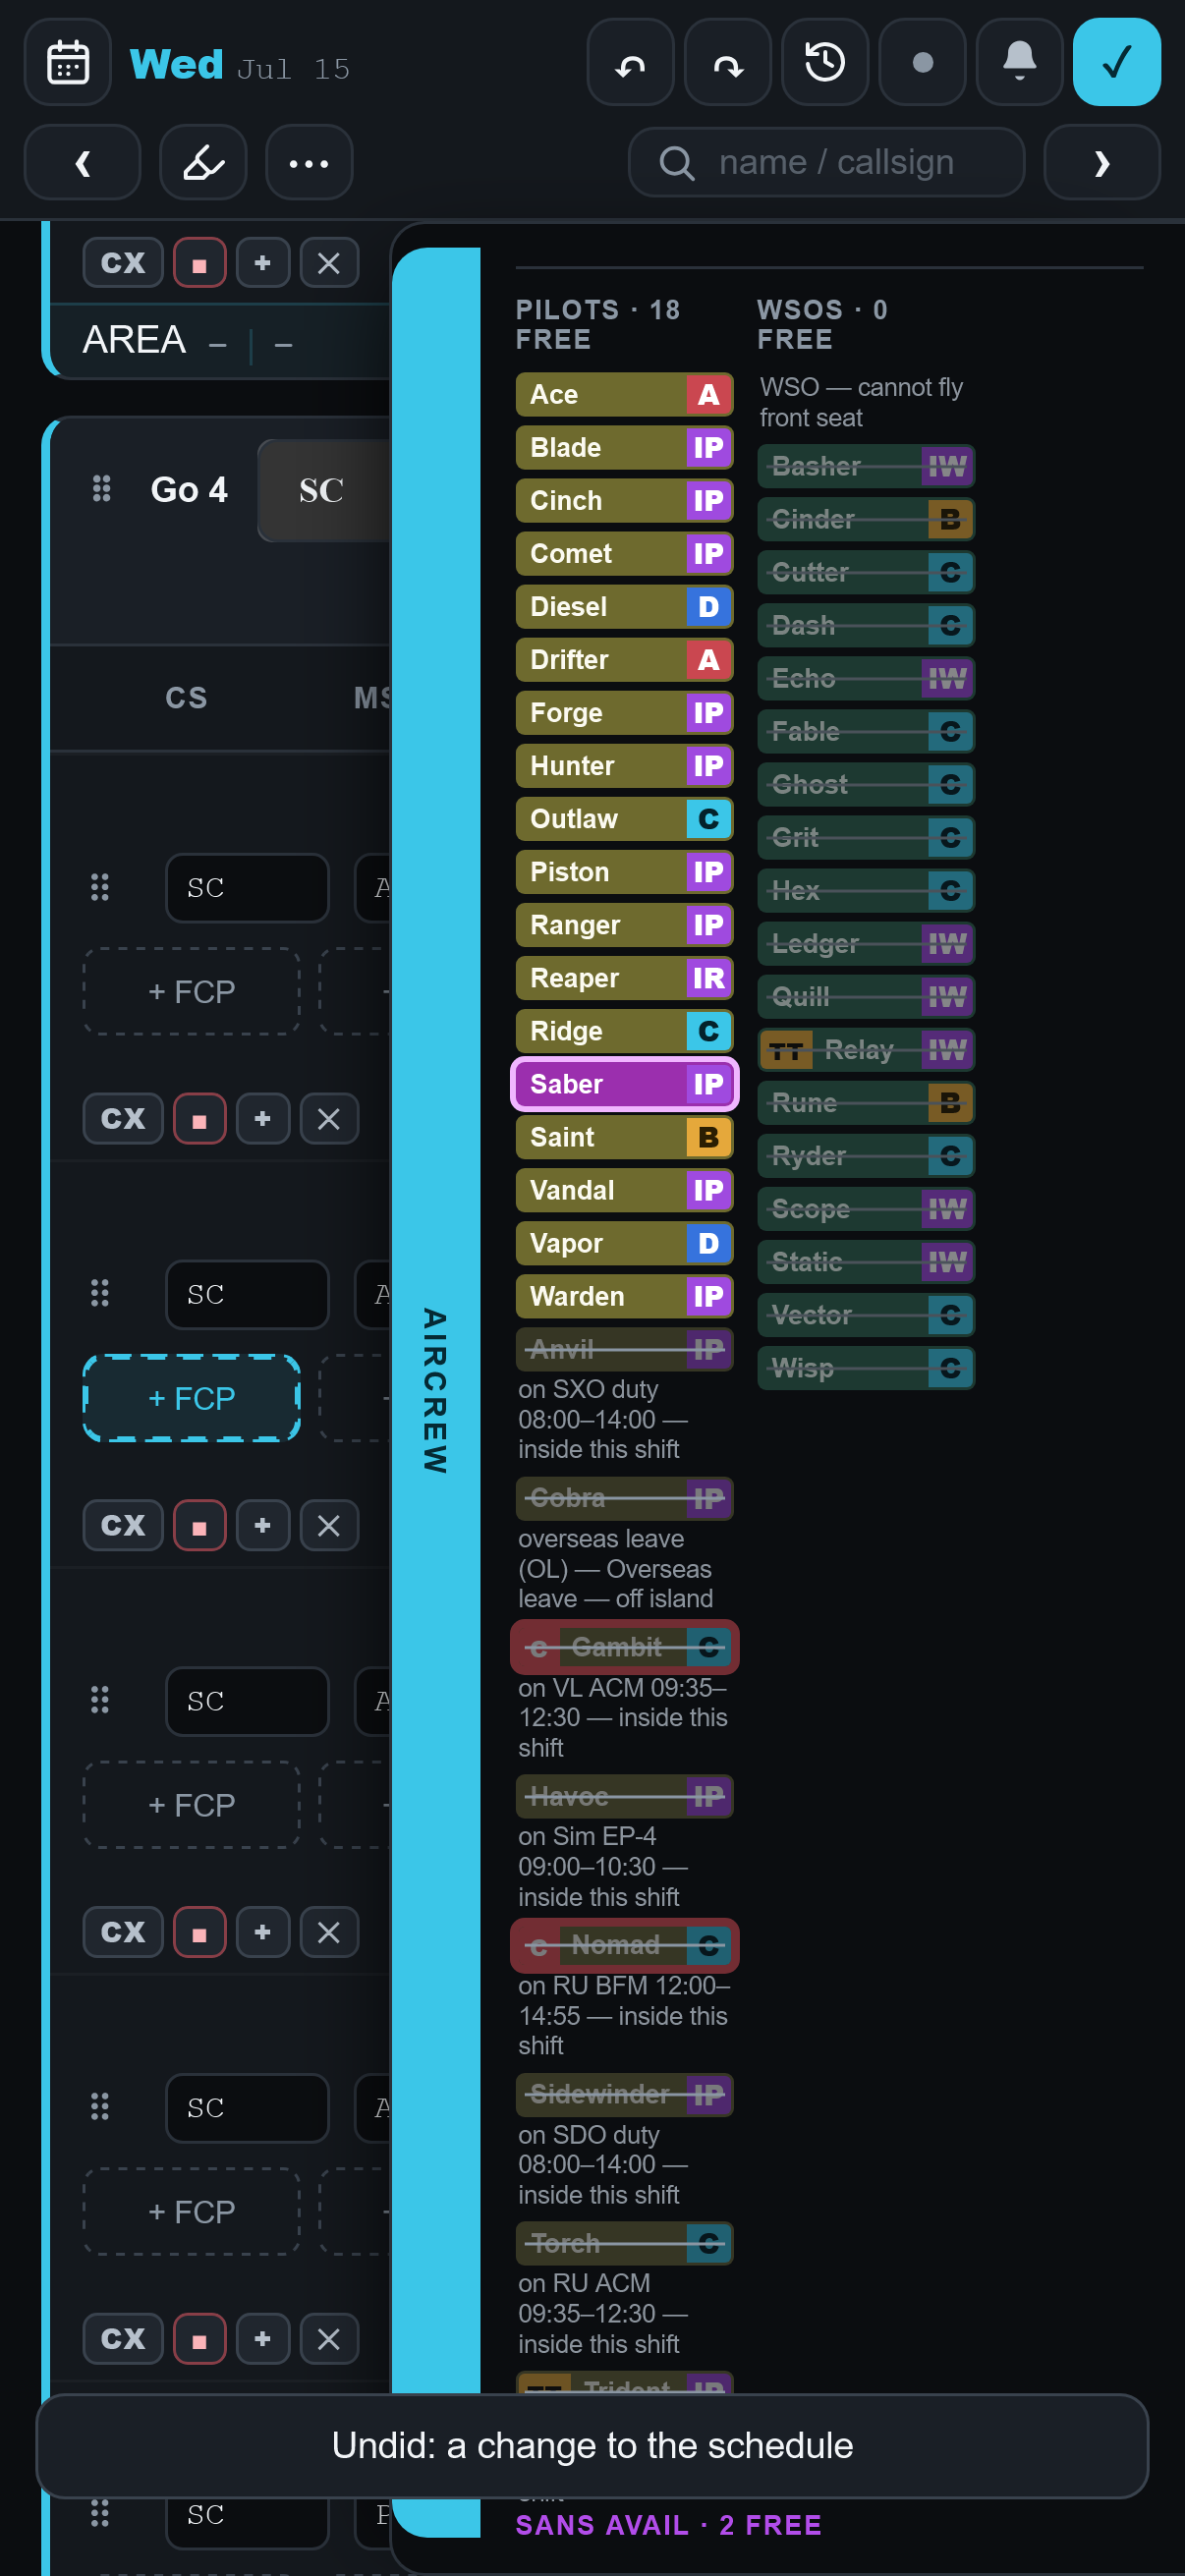 Wed Jul 15
name / callsign
CX
AREA
Go 4
SC
CS
SC
+ FCP
CX
SC
+ FCP
CX
SC
+ FCP
CX
SC
+ FCP
CX
SC
AIRCREW
PILOTS · 18
FREE
Ace A
Blade IP
Cinch IP
Comet IP
Diesel D
Drifter A
Forge IP
Hunter IP
Outlaw C
Piston IP
Ranger IP
Reaper IR
Ridge C
Saber IP
Saint B
Vandal IP
Vapor D
Warden IP
Anvil IP
on SXO duty
08:00–14:00 —
inside this shift
Cobra IP
overseas leave
(OL) — Overseas
leave — off island
c Gambit C
on VL ACM 09:35–
12:30 — inside this
shift
Havoc IP
on Sim EP-4
09:00–10:30 —
inside this shift
c Nomad C
on RU BFM 12:00–
14:55 — inside this
shift
Sidewinder IP
on SDO duty
08:00–14:00 —
inside this shift
Torch C
on RU ACM
09:35–12:30 —
inside this shift
TT Trident IP
WSOS · 0
FREE
WSO — cannot fly
front seat
Basher IW
Cinder B
Cutter C
Dash C
Echo IW
Fable C
Ghost C
Grit C
Hex C
Ledger IW
Quill IW
TT Relay IW
Rune B
Ryder C
Scope IW
Static IW
Vector C
Wisp C
Undid: a change to the schedule
SANS AVAIL · 2 FREE